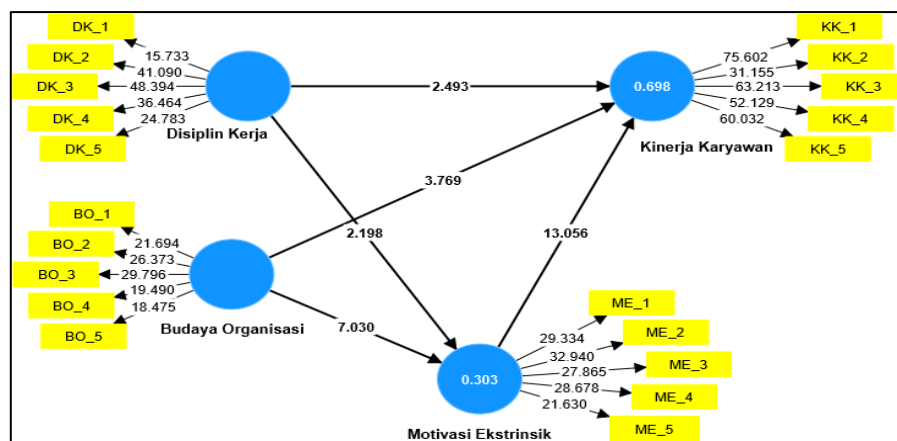 DK_1
DK_2
DK_3
DK_4
DK_5
15.733
41.090
48.394
36.464
24.783
Disiplin Kerja
2.493
0.698
Kinerja Karyawan
75.602
31.155
63.213
52.129
60.032
KK_1
KK_2
KK_3
KK_4
KK_5
3.769
2.198
13.056
BO_1
BO_2
BO_3
BO_4
BO_5
21.694
26.373
29.796
19.490
18.475
Budaya Organisasi
7.030
0.303
Motivasi Ekstrinsik
29.334
32.940
27.865
28.678
21.630
ME_1
ME_2
ME_3
ME_4
ME_5